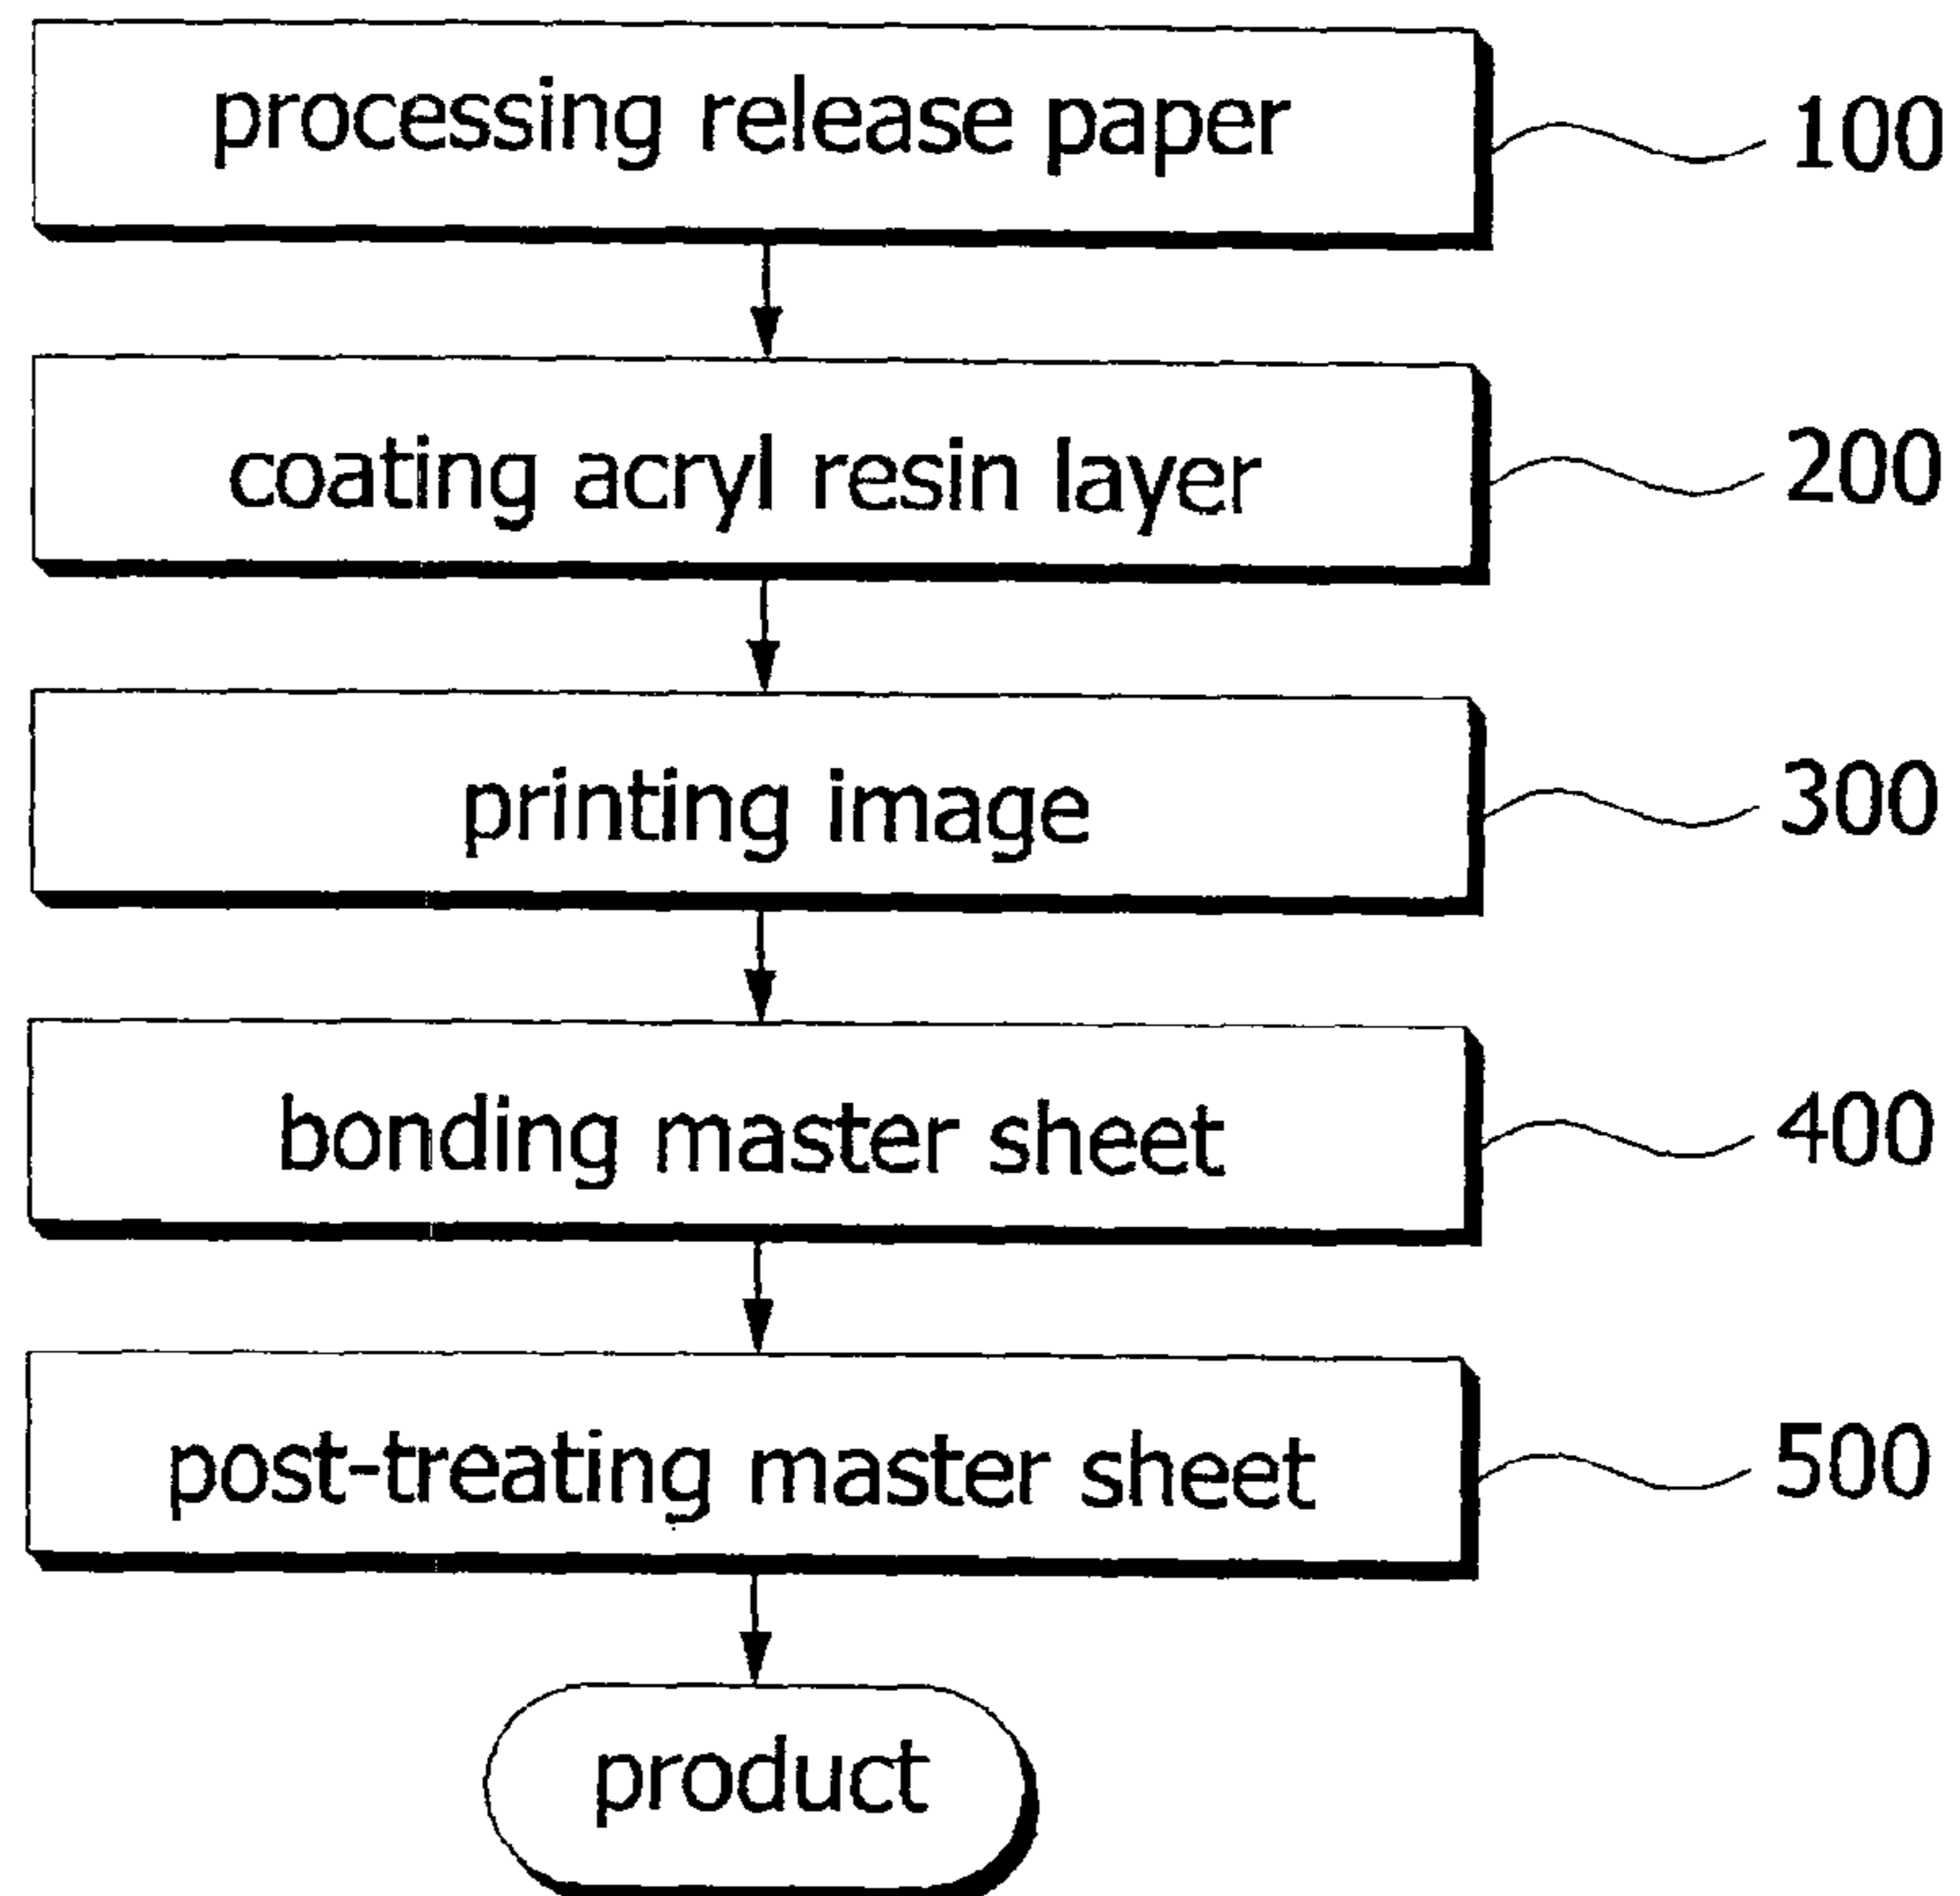 processing release paper 100
coating acryl resin layer 200
printing image 300
bonding master sheet 400
post-treating master sheet 500
product